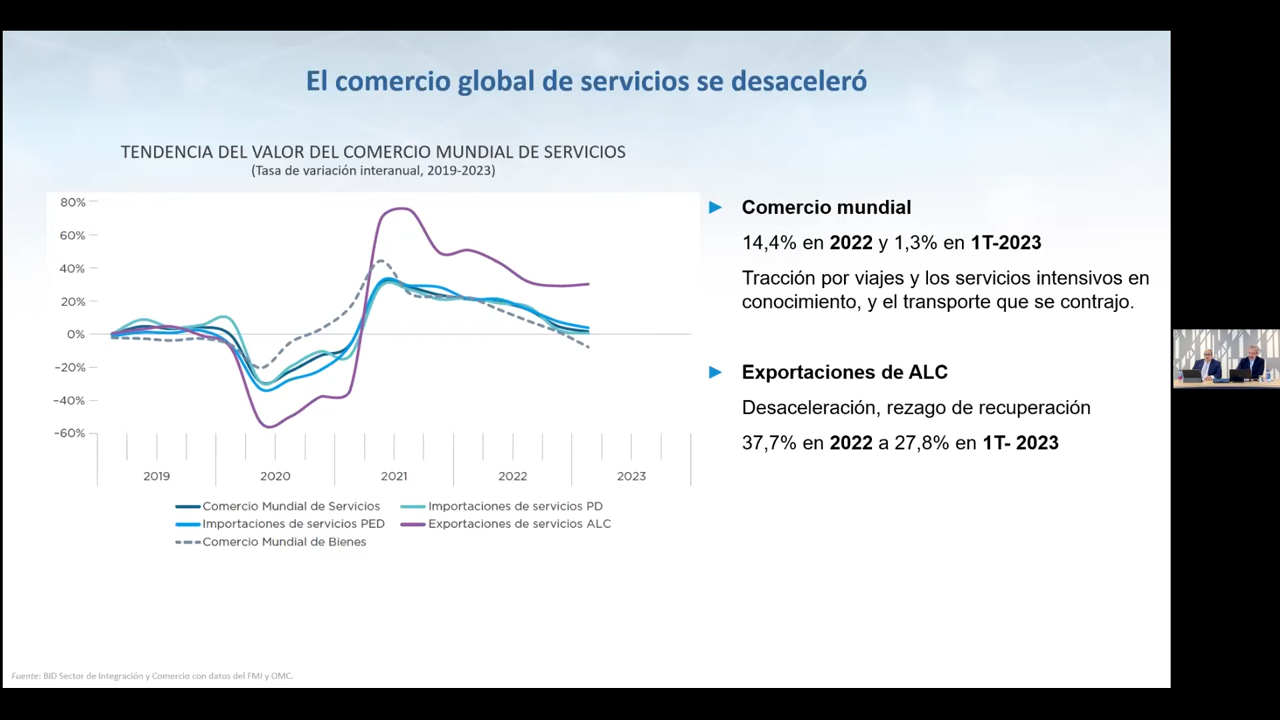 El comercio global de servicios se desaceleró
TENDENCIA DEL VALOR DEL COMERCIO MUNDIAL DE SERVICIOS
(Tasa de variación interanual, 2019-2023)
80%
60%
40%
20%
0%
-20%
-40%
-60%
2019 2020 2021 2022 2023
Comercio Mundial de Servicios Importaciones de servicios PD
Importaciones de servicios PED Exportaciones de servicios ALC
Comercio Mundial de Bienes
Comercio mundial
14,4% en 2022 y 1,3% en 1T-2023
Tracción por viajes y los servicios intensivos en
conocimiento, y el transporte que se contrajo.
Exportaciones de ALC
Desaceleración, rezago de recuperación
37,7% en 2022 a 27,8% en 1T- 2023
Fuente: BID Sector de Integración y Comercio con datos del FMI y OMC.